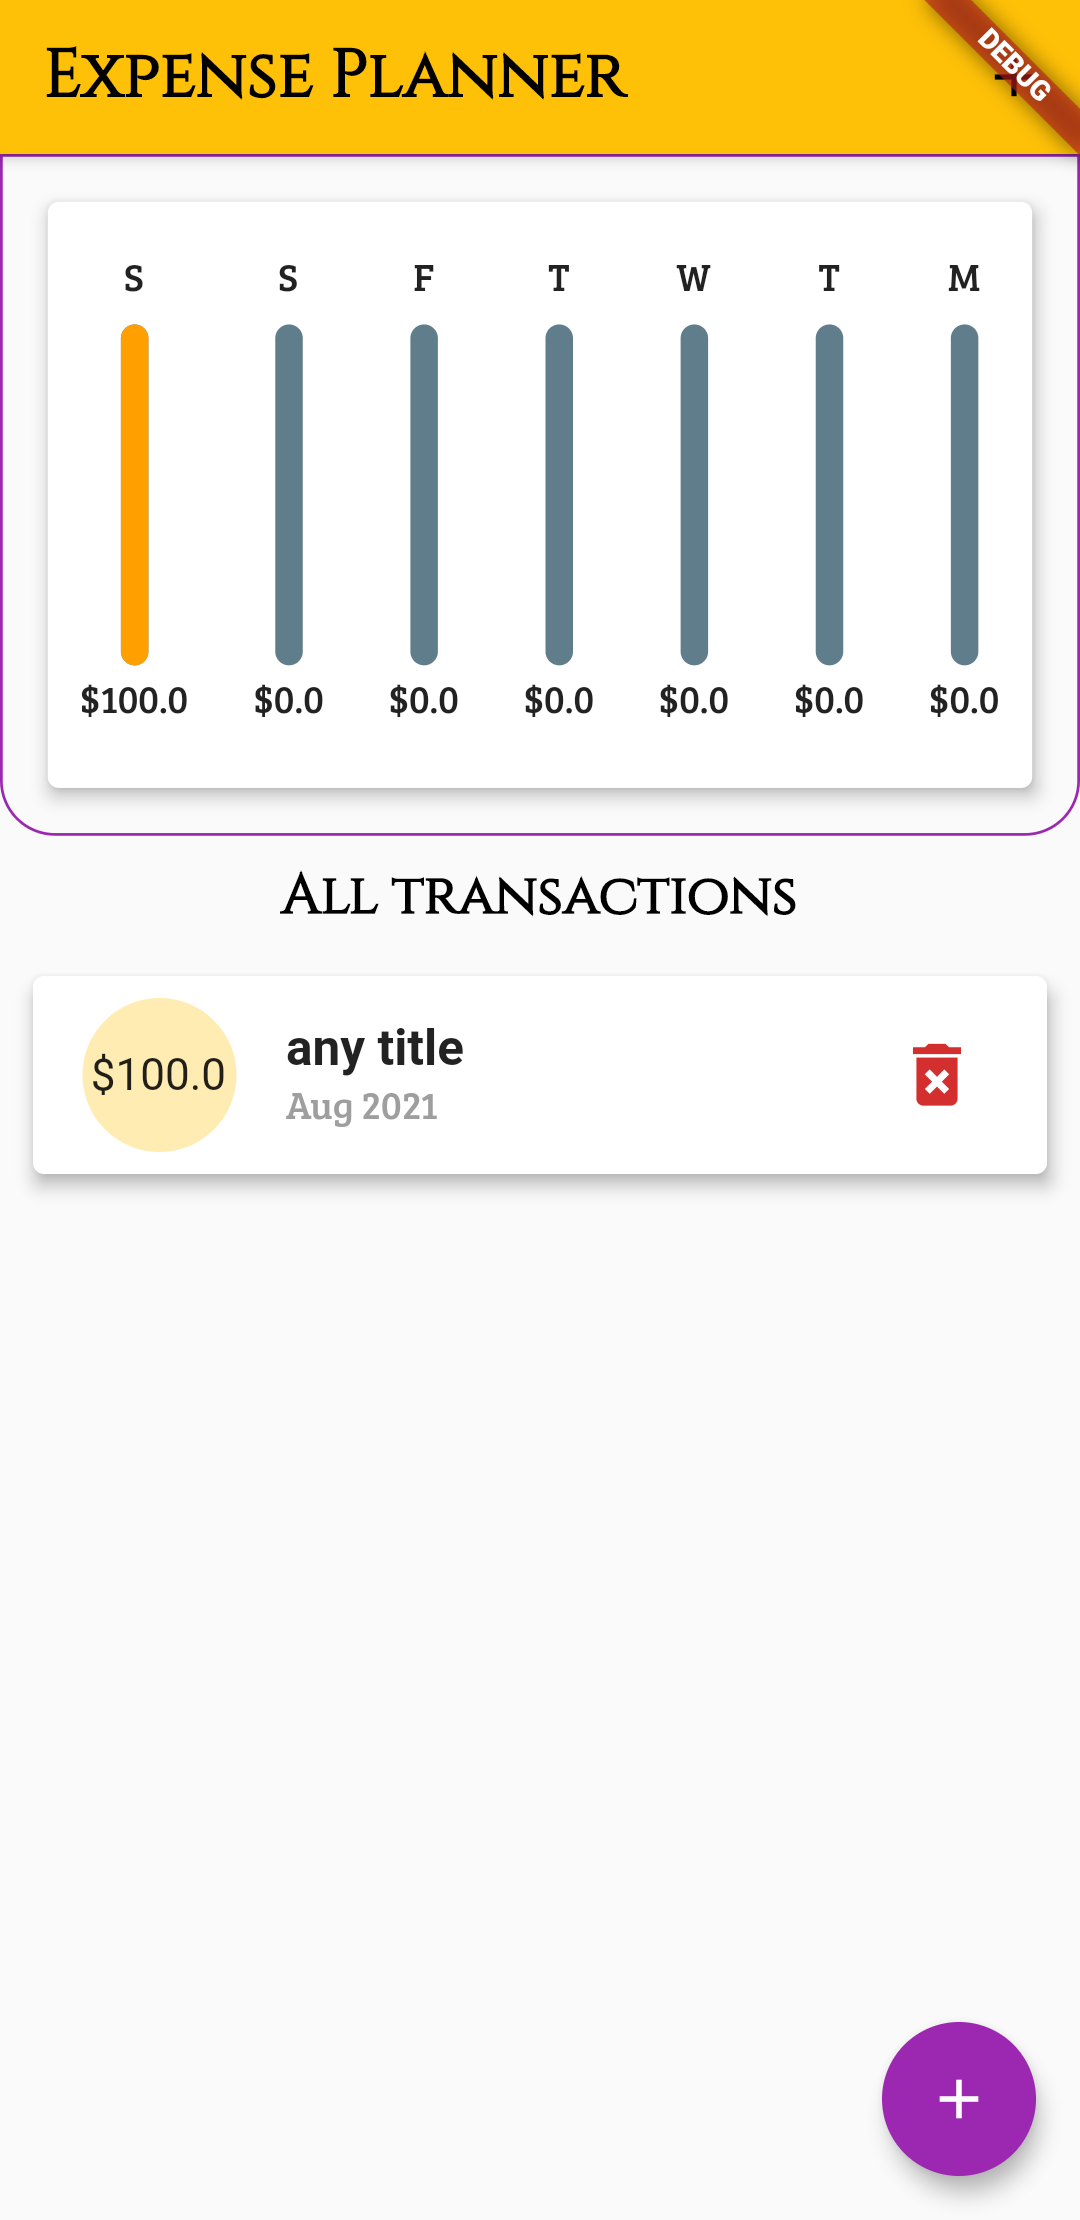 Expense Planner
DEBUG
S S F T W T M
$100.0 $0.0 $0.0 $0.0 $0.0 $0.0 $0.0
All transactions
$100.0
any title
Aug 2021